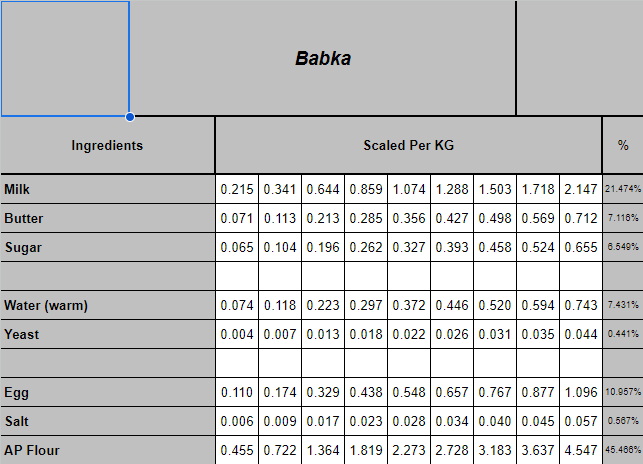 Babka
Ingredients Scaled Per KG %
Milk 0.215 0.341 0.644 0.859 1.074 1.288 1.503 1.718 2.147 21.474%
Butter 0.071 0.113 0.213 0.285 0.356 0.427 0.498 0.569 0.712 7.116%
Sugar 0.065 0.104 0.196 0.262 0.327 0.393 0.458 0.524 0.655 6.549%
Water (warm) 0.074 0.118 0.223 0.297 0.372 0.446 0.520 0.594 0.743 7.431%
Yeast 0.004 0.007 0.013 0.018 0.022 0.026 0.031 0.035 0.044 0.441%
Egg 0.110 0.174 0.329 0.438 0.548 0.657 0.767 0.877 1.096 10.957%
Salt 0.006 0.009 0.017 0.023 0.028 0.034 0.040 0.045 0.057 0.567%
AP Flour 0.455 0.722 1.364 1.819 2.273 2.728 3.183 3.637 4.547 45.466%